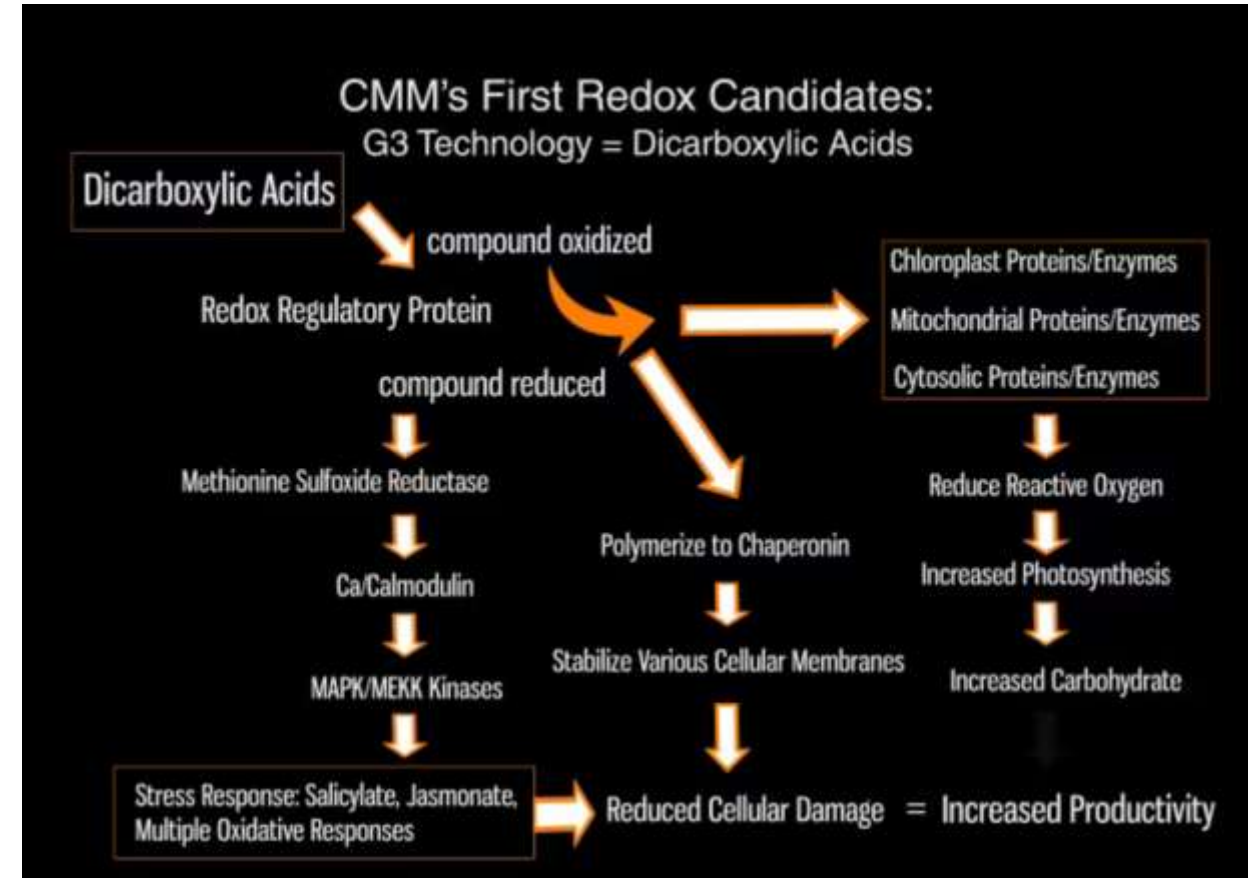 CMM's First Redox Candidates:
G3 Technology = Dicarboxylic Acids
Dicarboxylic Acids
compound oxidized
Redox Regulatory Protein
compound reduced
Methionine Sulfoxide Reductase
Ca/Calmodulin
MAPK/MEKK Kinases
Stress Response: Salicylate, Jasmonate,
Multiple Oxidative Responses
Polymerize to Chaperonin
Stabilize Various Cellular Membranes
Reduced Cellular Damage = Increased Productivity
Chloroplast Proteins/Enzymes
Mitochondrial Proteins/Enzymes
Cytosolic Proteins/Enzymes
Reduce Reactive Oxygen
Increased Photosynthesis
Increased Carbohydrate